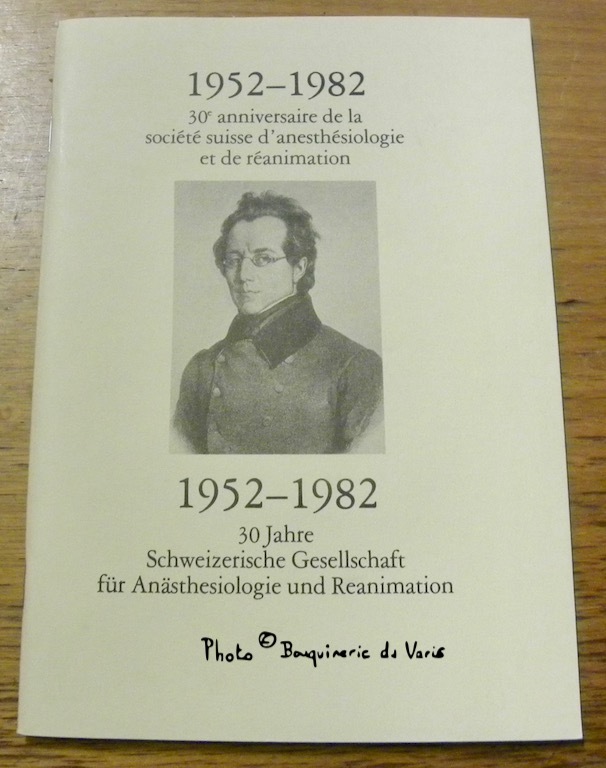 1952–1982
30e anniversaire de la
société suisse d'anesthésiologie
et de réanimation
1952–1982
30 Jahre
Schweizerische Gesellschaft
für Anästhesiologie und Reanimation
Photo © Bouquinerie du Varis